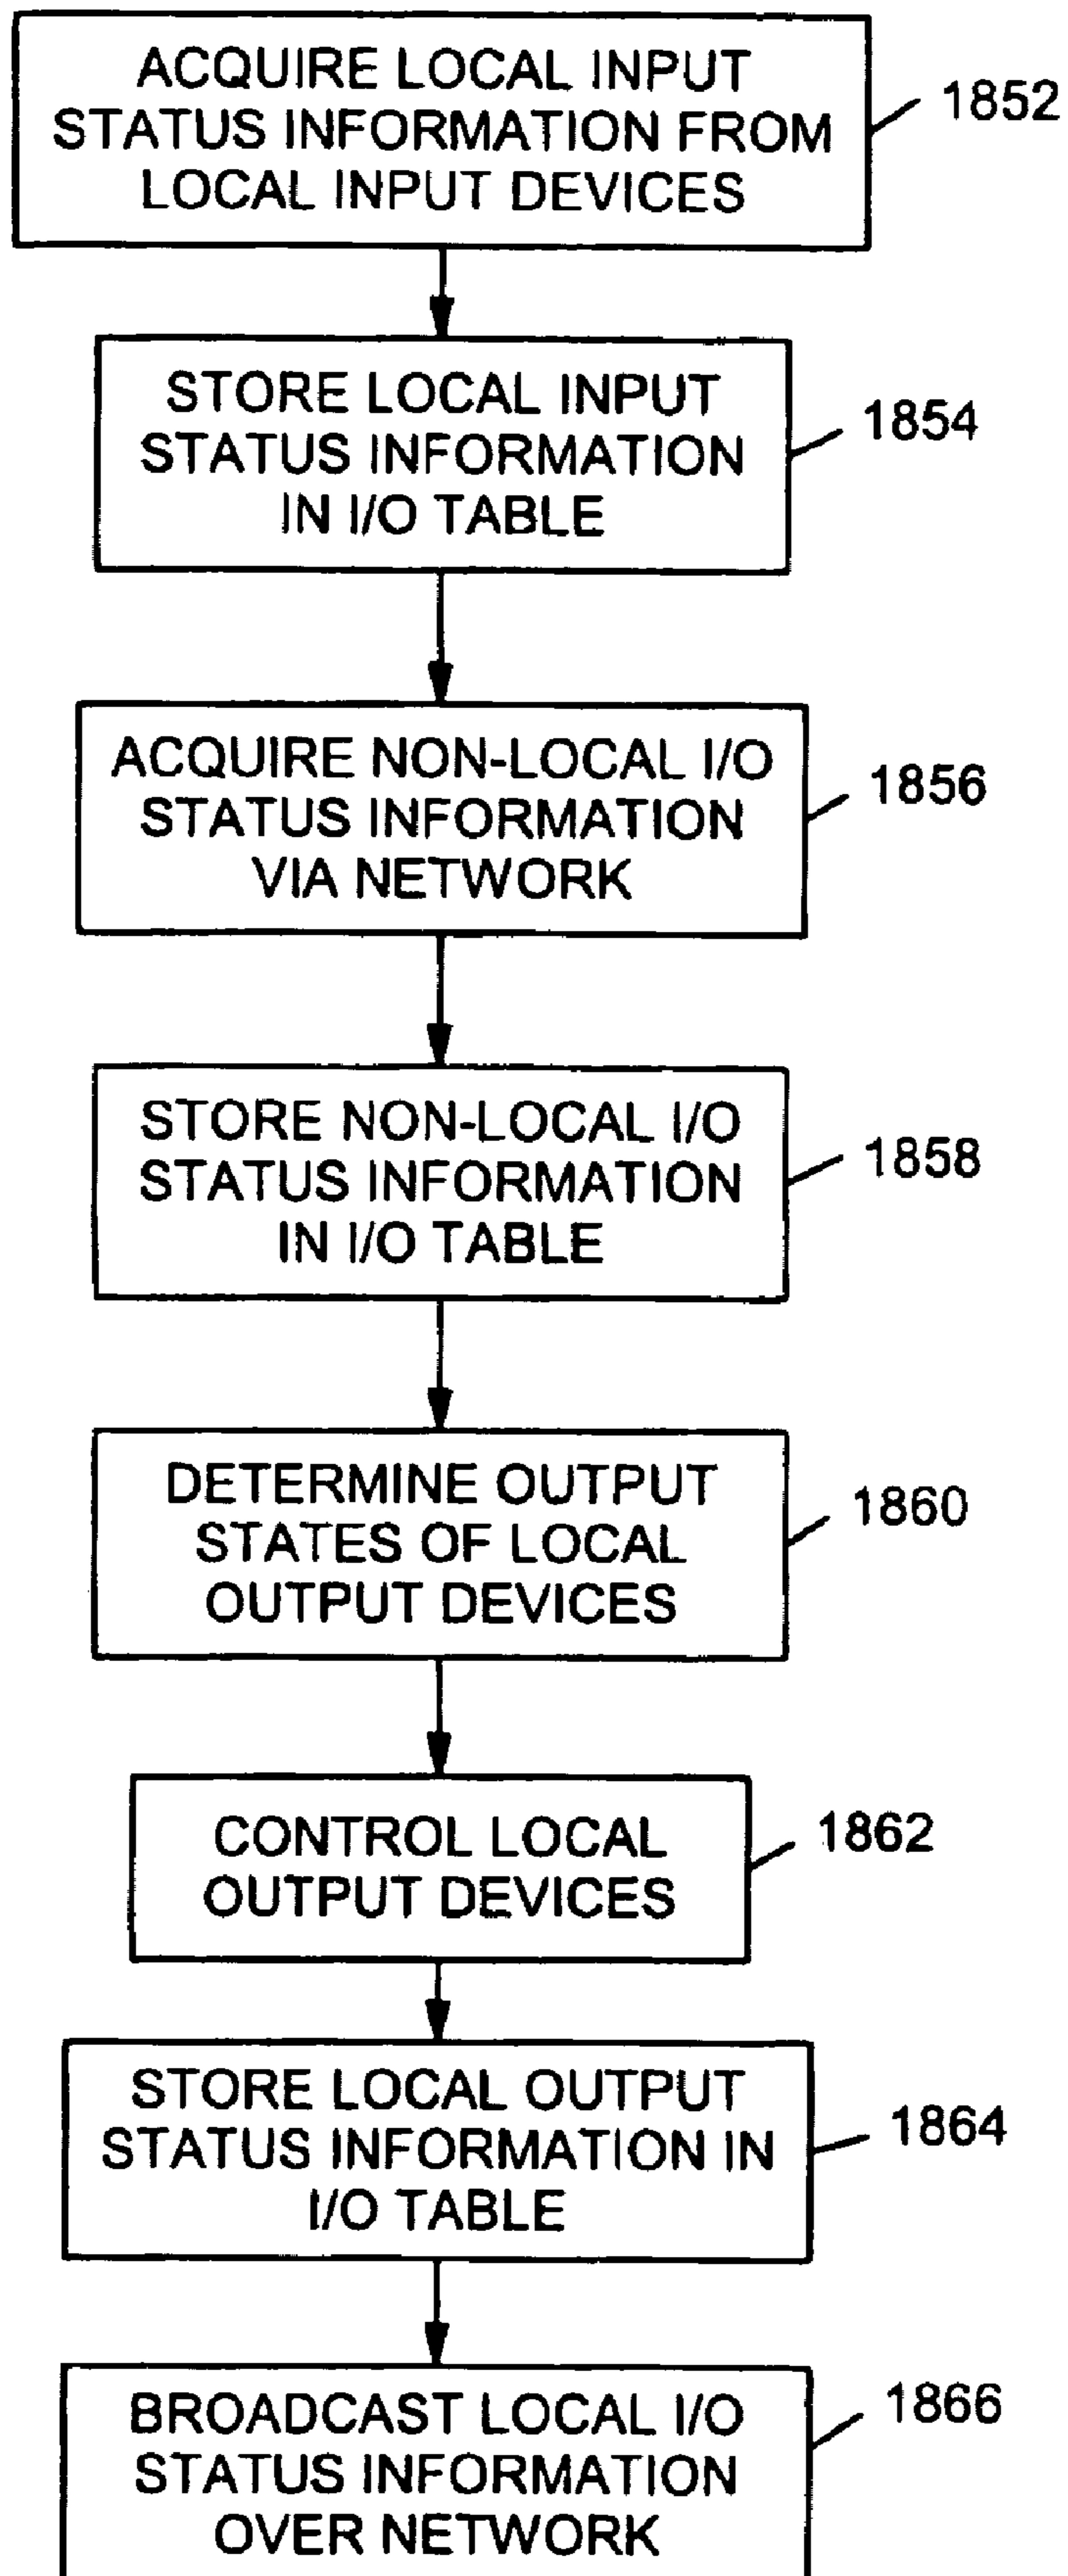 ACQUIRE LOCAL INPUT
STATUS INFORMATION FROM
LOCAL INPUT DEVICES
1852
STORE LOCAL INPUT
STATUS INFORMATION
IN I/O TABLE
1854
ACQUIRE NON-LOCAL I/O
STATUS INFORMATION
VIA NETWORK
1856
STORE NON-LOCAL I/O
STATUS INFORMATION
IN I/O TABLE
1858
DETERMINE OUTPUT
STATES OF LOCAL
OUTPUT DEVICES
1860
CONTROL LOCAL
OUTPUT DEVICES
1862
STORE LOCAL OUTPUT
STATUS INFORMATION IN
I/O TABLE
1864
BROADCAST LOCAL I/O
STATUS INFORMATION
OVER NETWORK
1866